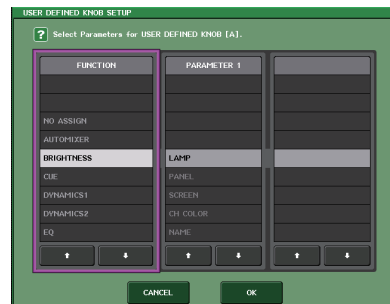 USER DEFINED KNOB SETUP
? Select Parameters for USER DEFINED KNOB [A].
FUNCTION
NO ASSIGN
AUTOMIXER
BRIGHTNESS
CUE
DYNAMICS1
DYNAMICS2
EQ
PARAMETER 1
LAMP
PANEL
SCREEN
CH COLOR
NAME
CANCEL
OK